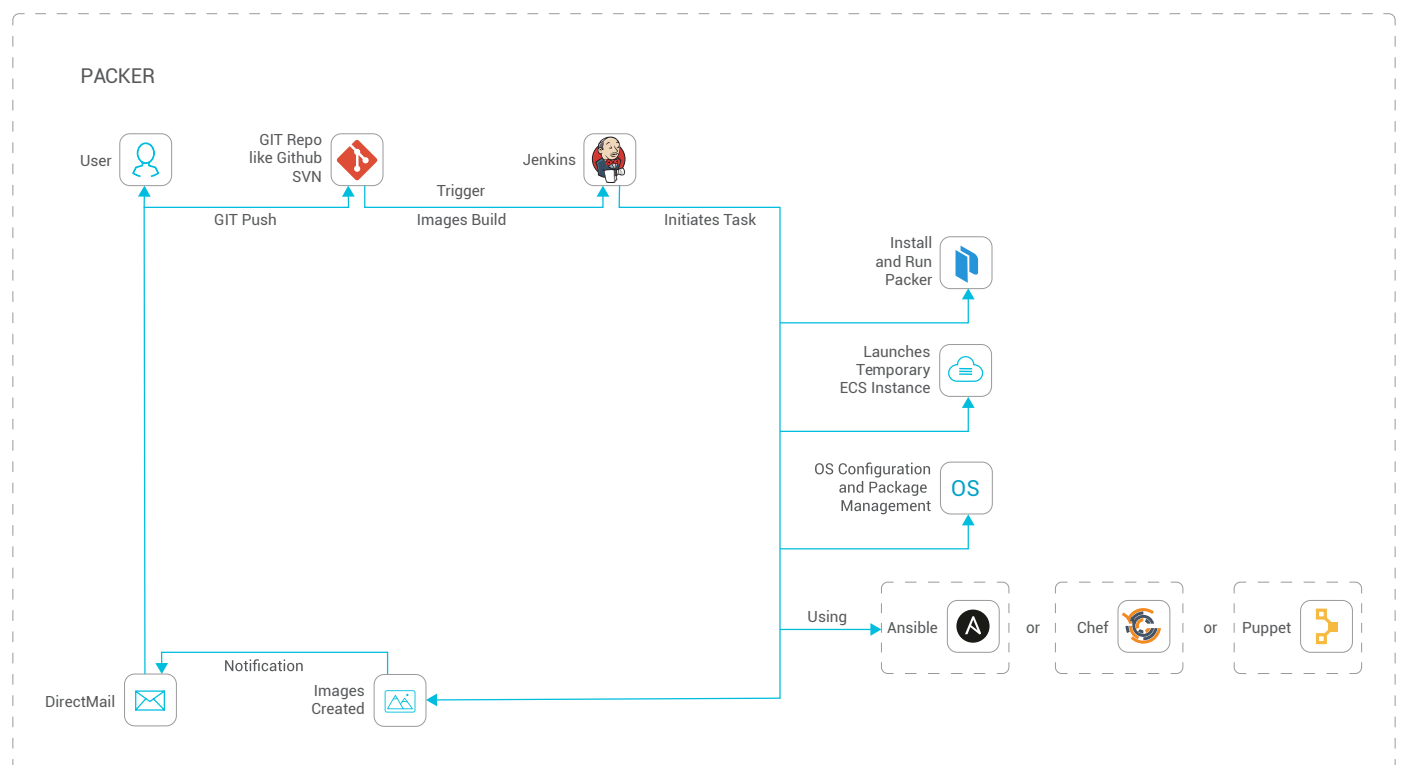 PACKER
User
GIT Repo
like Github
SVN
Jenkins
Trigger
GIT Push
Images Build
Initiates Task
Install
and Run
Packer
Launches
Temporary
ECS Instance
OS Configuration
and Package
Management
OS
Using
Ansible
or
Chef
or
Puppet
Notification
DirectMail
Images
Created